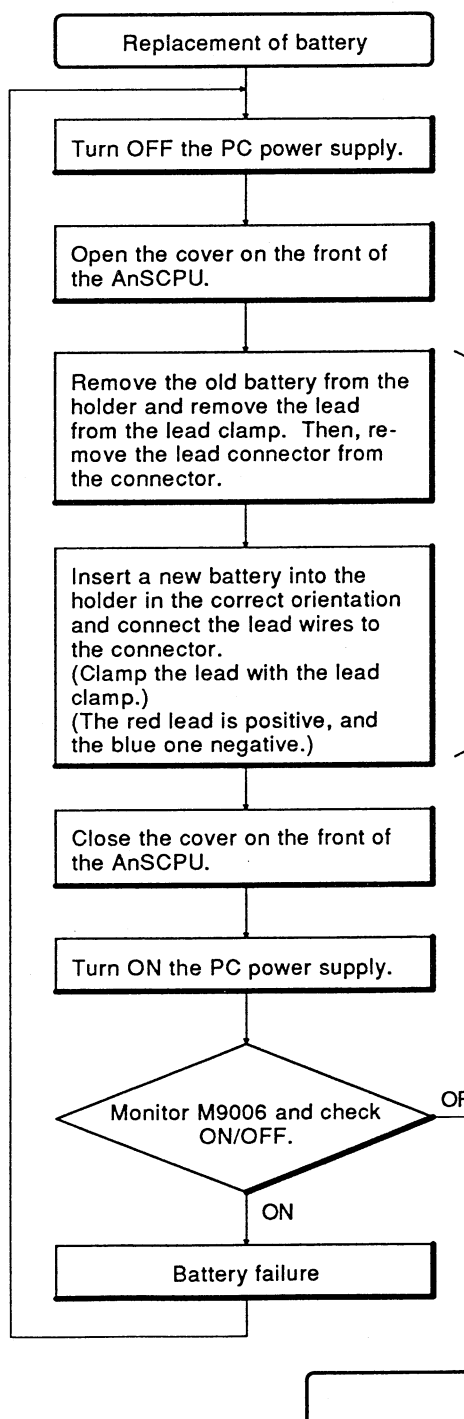 Replacement of battery
Turn OFF the PC power supply.
Open the cover on the front of
the AnSCPU.
Remove the old battery from the
holder and remove the lead
from the lead clamp.  Then, re-
move the lead connector from
the connector.
Insert a new battery into the
holder in the correct orientation
and connect the lead wires to
the connector.
(Clamp the lead with the lead
clamp.)
(The red lead is positive, and
the blue one negative.)
Close the cover on the front of
the AnSCPU.
Turn ON the PC power supply.
Monitor M9006 and check
ON/OFF.
ON
Battery failure